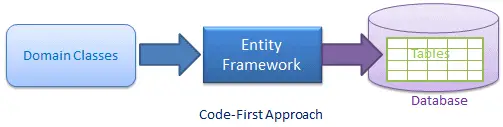 Domain Classes
Entity
Framework
Tables
Database
Code-First Approach